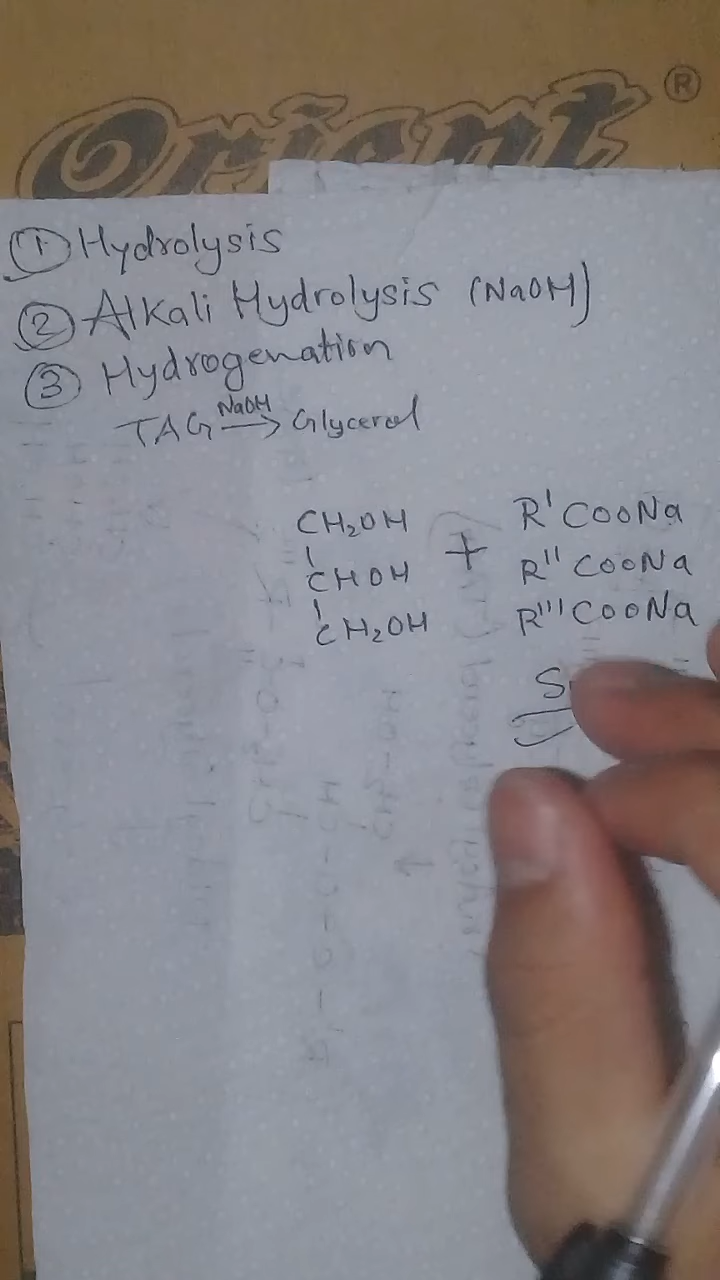 Orient ®
① Hydrolysis
② Alkali Hydrolysis (NaOH)
③ Hydrogenation
NaOH
TAG → Glycerol
CH₂OH + R' COONa
CHOH R'' COONa
CH₂OH R''' COONa